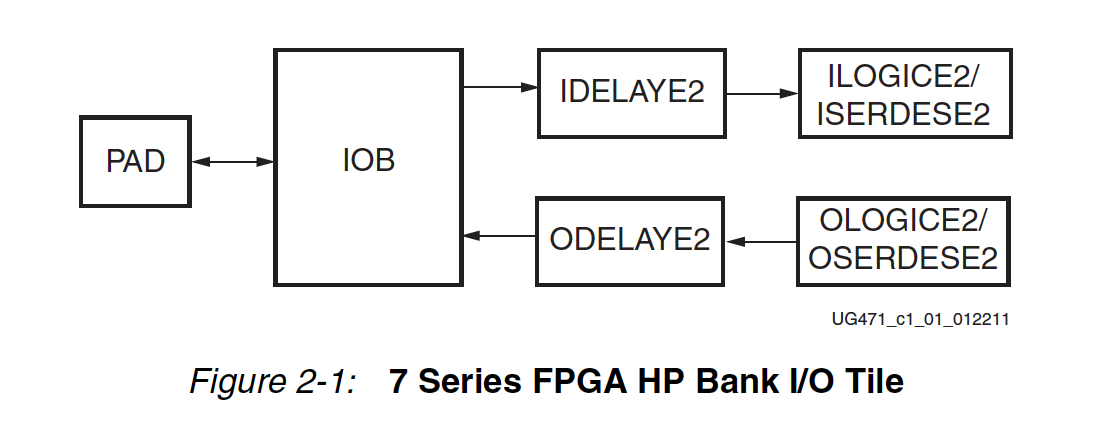 PAD
IOB
IDELAYE2
ILOGICE2/
ISERDESE2
ODELAYE2
OLOGICE2/
OSERDESE2
UG471_c1_01_012211
Figure 2-1: 7 Series FPGA HP Bank I/O Tile